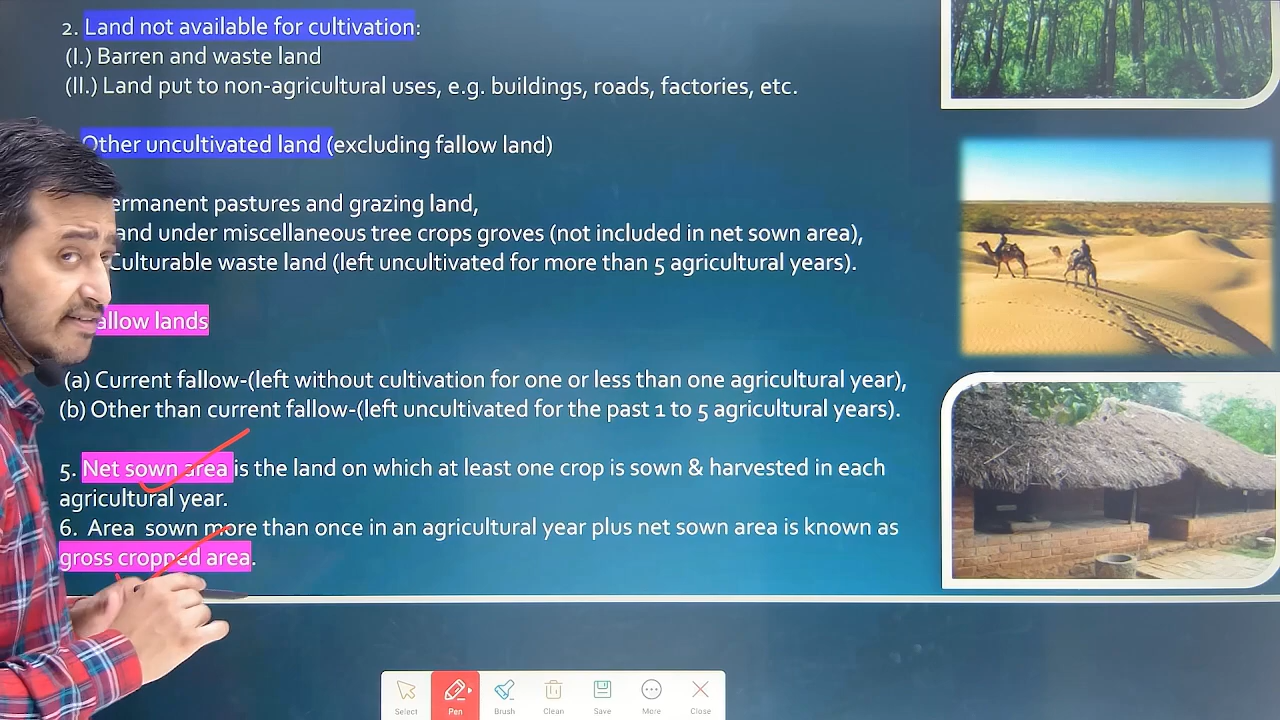 2. Land not available for cultivation:
(I.) Barren and waste land
(II.) Land put to non-agricultural uses, e.g. buildings, roads, factories, etc.
Other uncultivated land (excluding fallow land)
ermanent pastures and grazing land,
and under miscellaneous tree crops groves (not included in net sown area),
Culturable waste land (left uncultivated for more than 5 agricultural years).
allow lands
(a) Current fallow-(left without cultivation for one or less than one agricultural year),
(b) Other than current fallow-(left uncultivated for the past 1 to 5 agricultural years).
5. Net sown area is the land on which at least one crop is sown & harvested in each
agricultural year.
6. Area sown more than once in an agricultural year plus net sown area is known as
gross cropped area.
Select Pen Brush Clean Save More Close